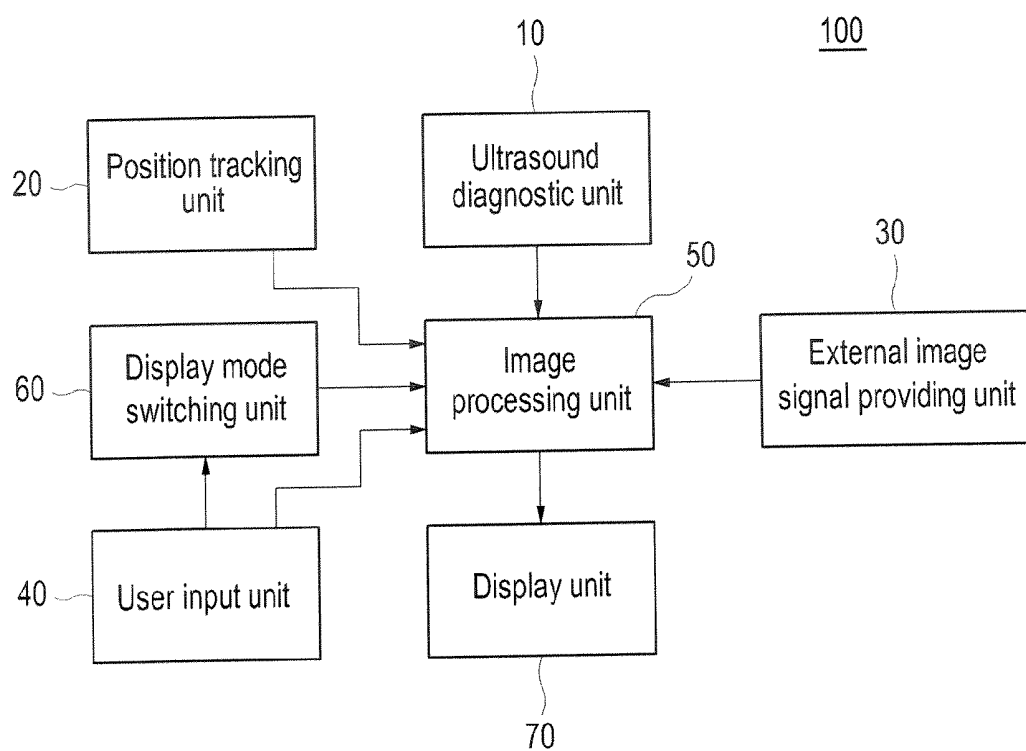 100
10
Position tracking
unit
20
Ultrasound
diagnostic unit
50
30
Display mode
switching unit
60
Image
processing unit
External image
signal providing unit
User input unit
40
Display unit
70